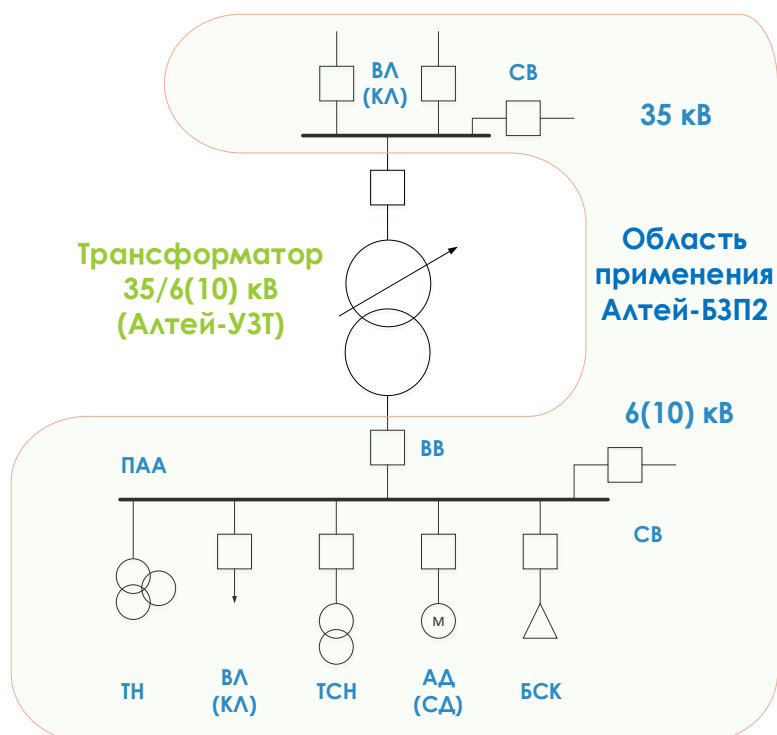 ВЛ
(КЛ)
СВ
35 кВ
Трансформатор
35/6(10) кВ
(Алтей-УЗТ)
Область
применения
Алтей-БЗП2
6(10) кВ
ВВ
ПАА
СВ
М
ТН
ВЛ
(КЛ)
ТСН
АД
(СД)
БСК